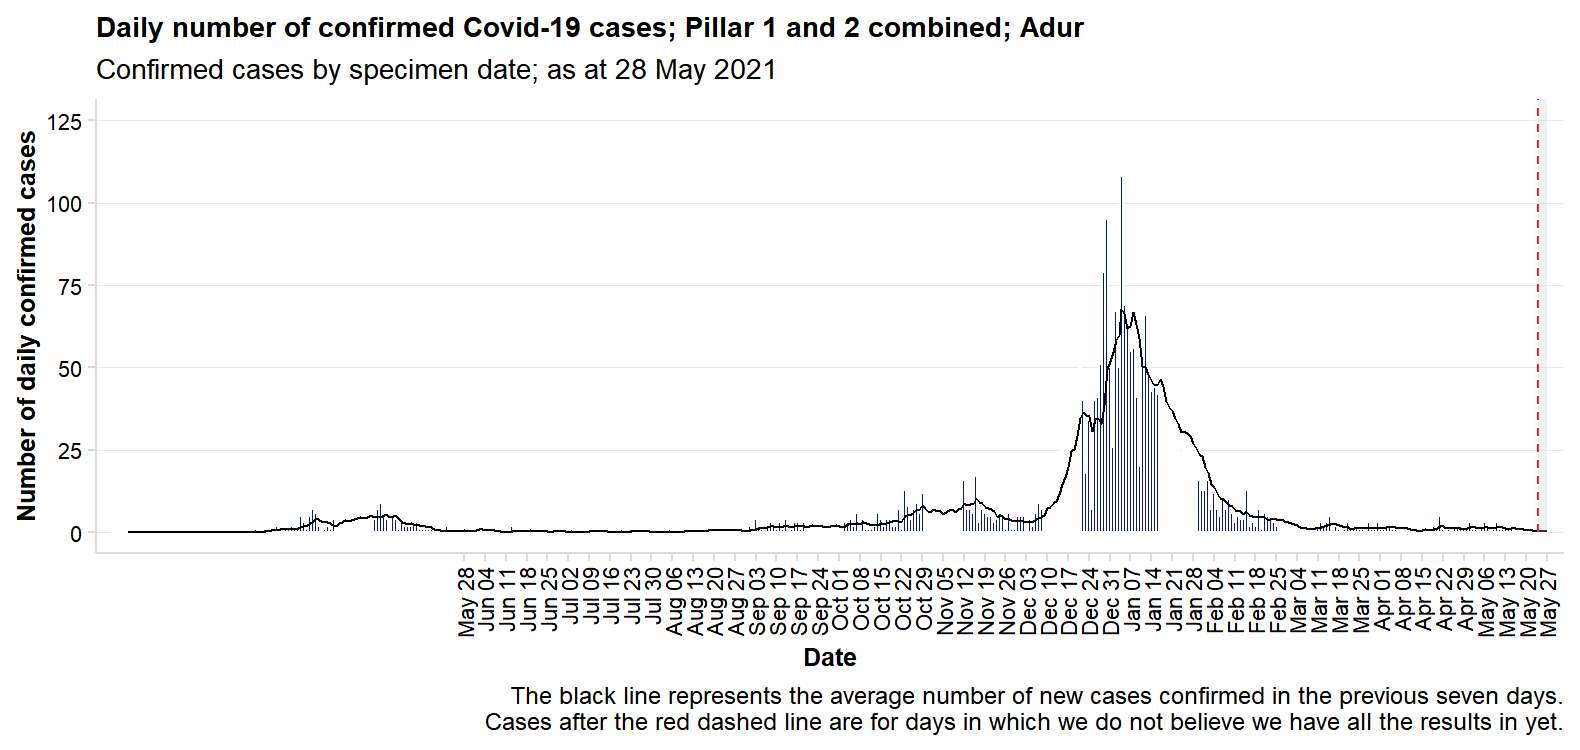 Daily number of confirmed Covid-19 cases; Pillar 1 and 2 combined; Adur
Confirmed cases by specimen date; as at 28 May 2021
Number of daily confirmed cases
125
100
75
50
25
0
May 28
Jun 04
Jun 11
Jun 18
Jun 25
Jul 02
Jul 09
Jul 16
Jul 23
Jul 30
Aug 06
Aug 13
Aug 20
Aug 27
Sep 03
Sep 10
Sep 17
Sep 24
Oct 01
Oct 08
Oct 15
Oct 22
Oct 29
Nov 05
Nov 12
Nov 19
Nov 26
Dec 03
Dec 10
Dec 17
Dec 24
Dec 31
Jan 07
Jan 14
Jan 21
Jan 28
Feb 04
Feb 11
Feb 18
Feb 25
Mar 04
Mar 11
Mar 18
Mar 25
Apr 01
Apr 08
Apr 15
Apr 22
Apr 29
May 06
May 13
May 20
May 27
Date
The black line represents the average number of new cases confirmed in the previous seven days.
Cases after the red dashed line are for days in which we do not believe we have all the results in yet.